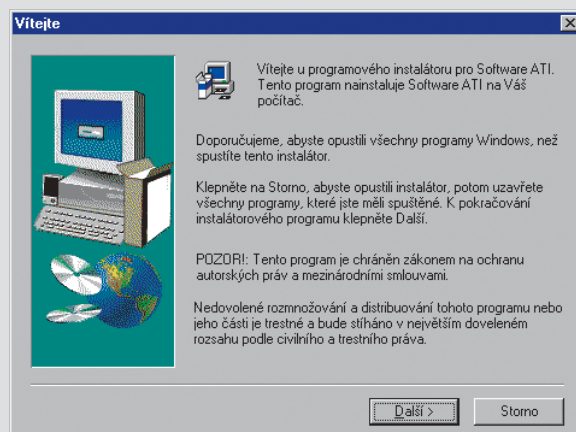 Vítejte
Vítejte u programového instalátoru pro Software ATI.
Tento program nainstaluje Software ATI na Váš
počítač.
Doporučujeme, abyste opustili všechny programy Windows, než
spustíte tento instalátor.
Klepněte na Storno, abyste opustili instalátor, potom uzavřete
všechny programy, které jste měli spuštěné. K pokračování
instalátorového programu klepněte Další.
POZOR!: Tento program je chráněn zákonem na ochranu
autorských práv a mezinárodními smlouvami.
Nedovolené rozmnožování a distribuování tohoto programu nebo
jeho části je trestné a bude stíháno v největším doveleném
rozsahu podle civilního a trestního práva.
Další >
Storno